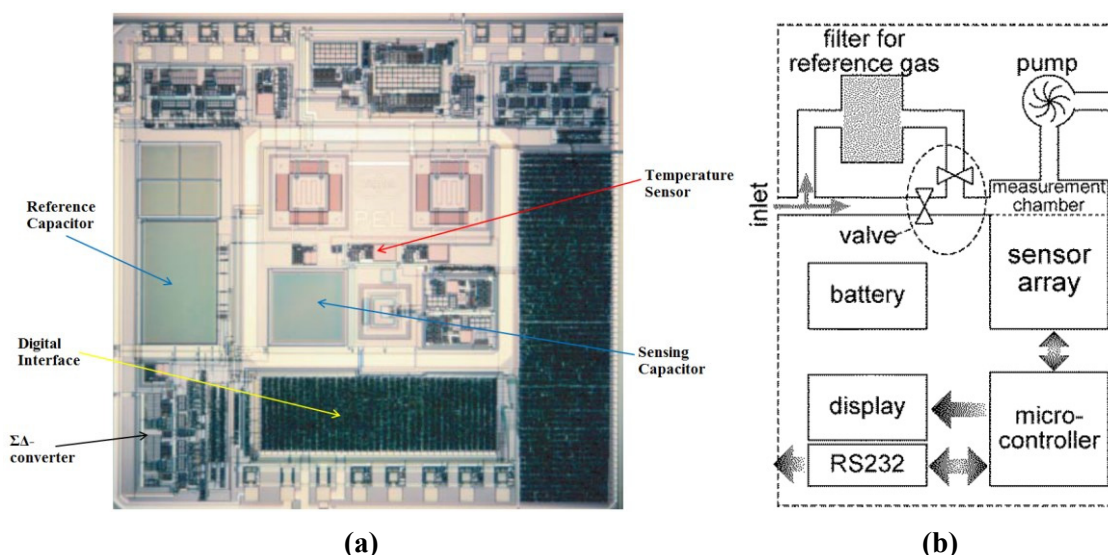 Reference
Capacitor
Digital
Interface
ΣΔ-
converter
Temperature
Sensor
Sensing
Capacitor
(a)
filter for
reference gas
pump
inlet
valve
measurement
chamber
sensor
array
battery
display
micro-
controller
RS232
(b)